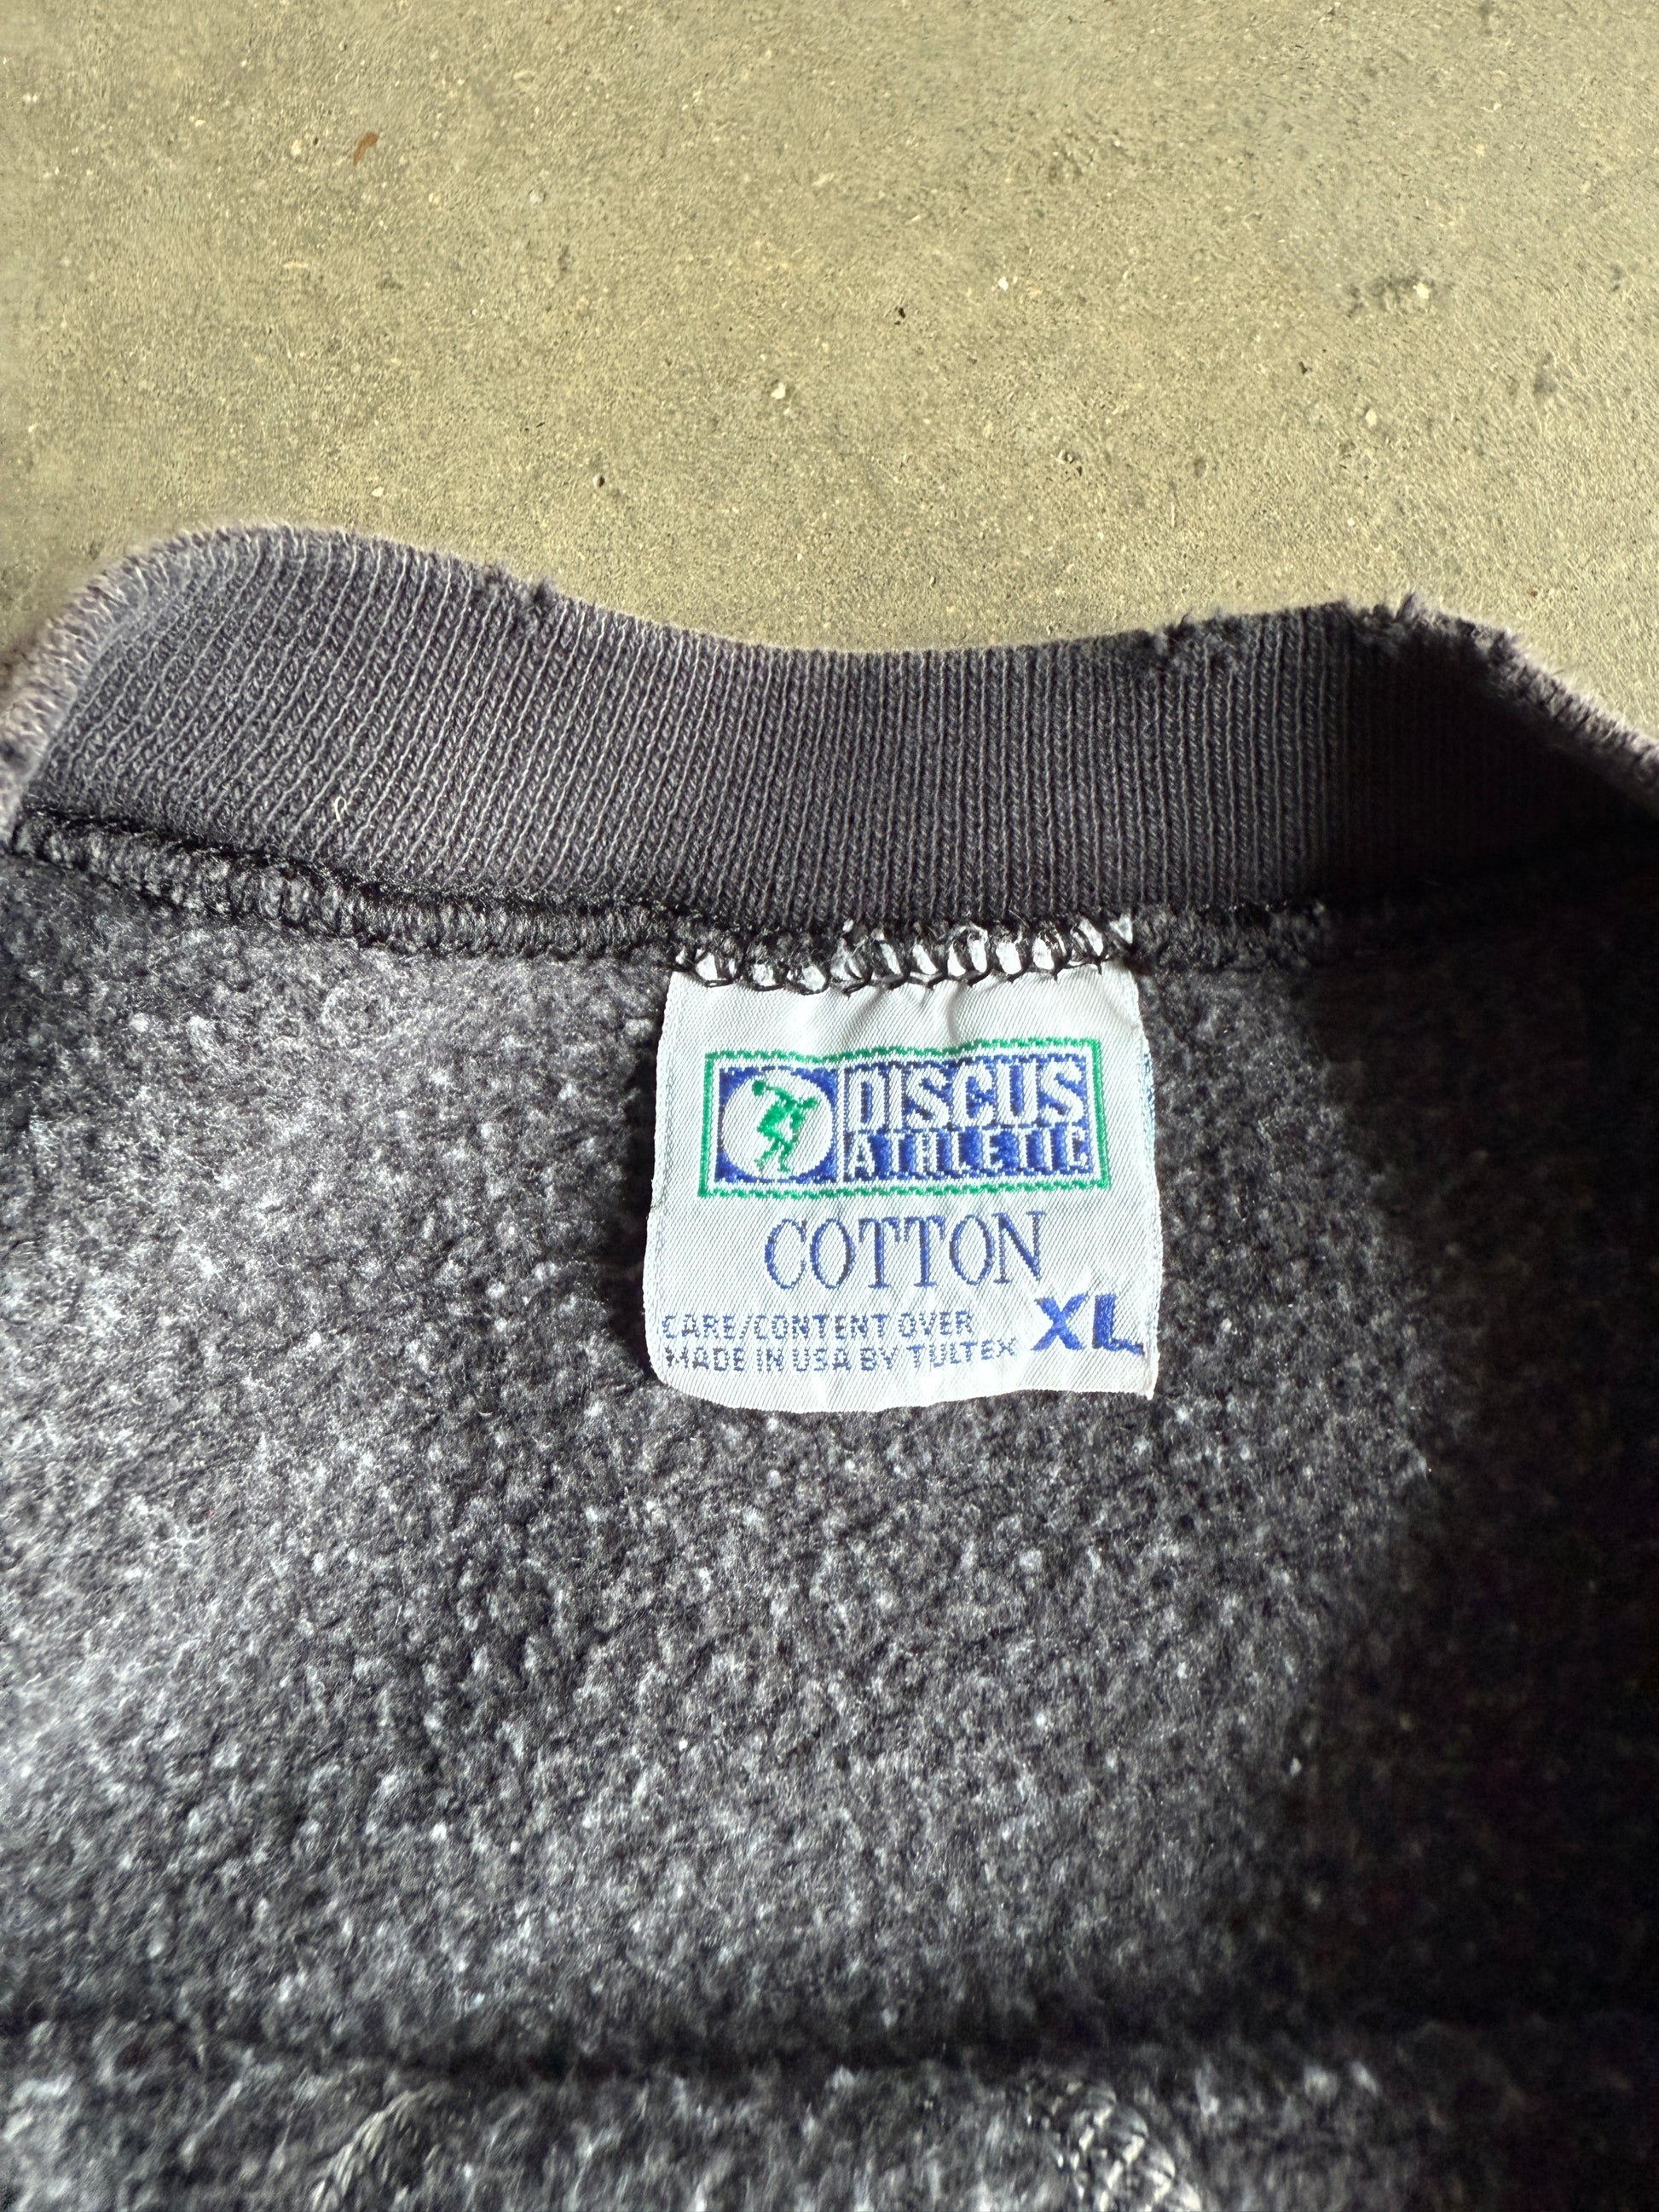 DISCUS
ATHLETIC
COTTON
CARE/CONTENT OVER
MADE IN USA BY TULTEX
XL